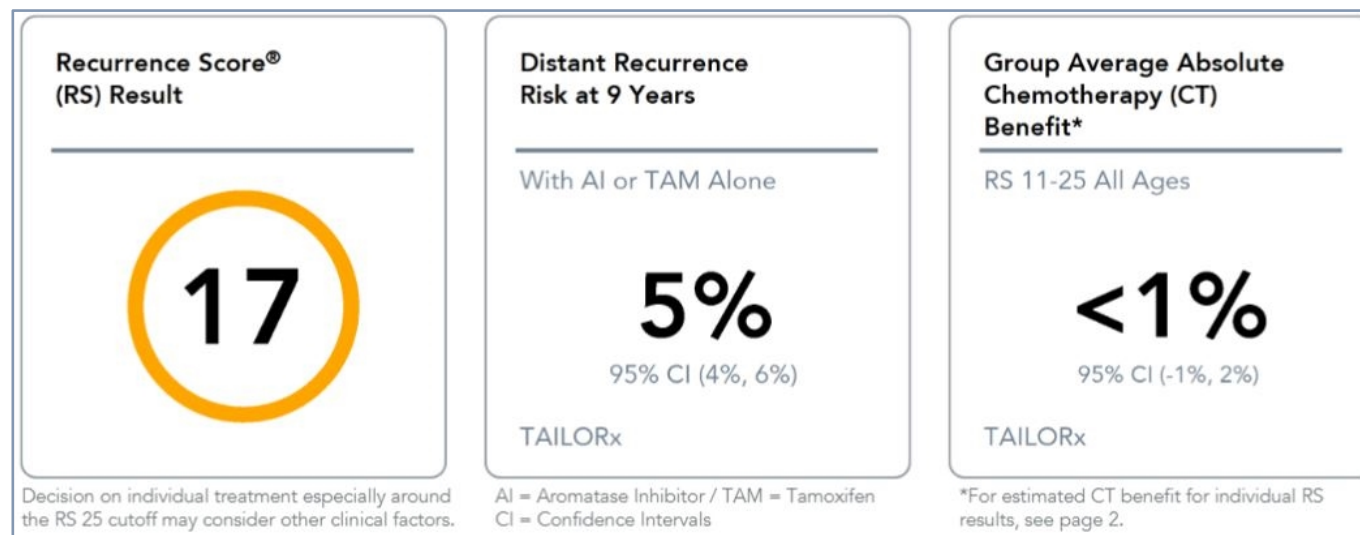 Recurrence Score®
(RS) Result
17
Decision on individual treatment especially around
the RS 25 cutoff may consider other clinical factors.
Distant Recurrence
Risk at 9 Years
With AI or TAM Alone
5%
95% CI (4%, 6%)
TAILORx
AI = Aromatase Inhibitor / TAM = Tamoxifen
CI = Confidence Intervals
Group Average Absolute
Chemotherapy (CT)
Benefit*
RS 11-25 All Ages
<1%
95% CI (-1%, 2%)
TAILORx
*For estimated CT benefit for individual RS
results, see page 2.